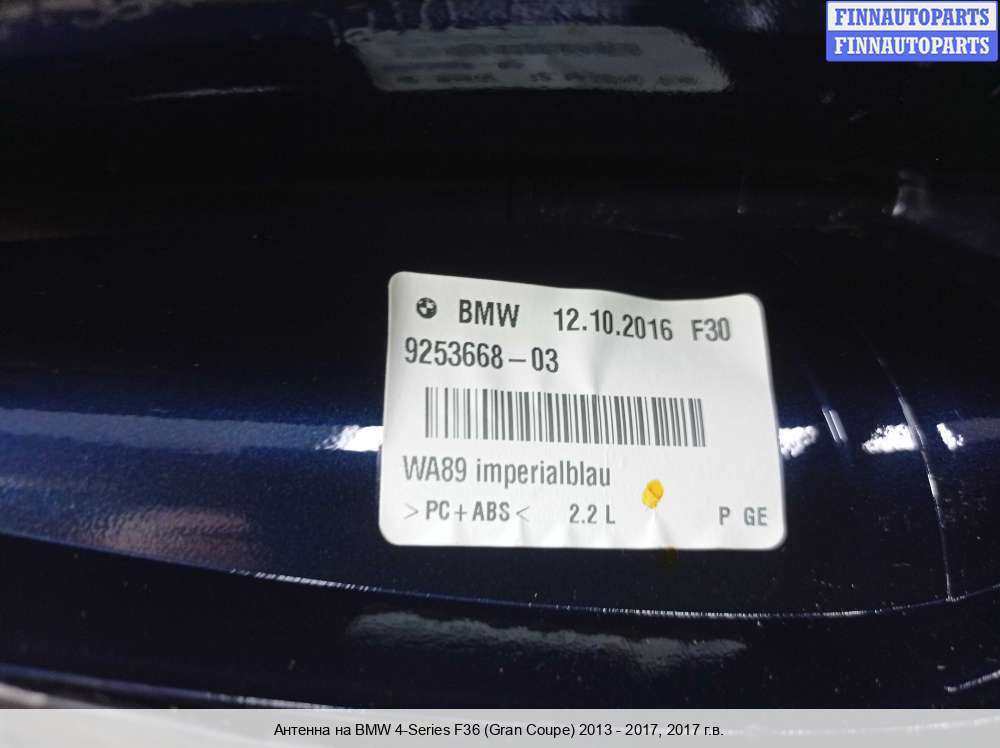 FINNAUTOPARTS
FINNAUTOPARTS
BMW 12.10.2016 F30
9253668-03
WA89 imperialblau
>PC+ABS< 2.2 L P GE
Антенна на BMW 4-Series F36 (Gran Coupe) 2013 - 2017, 2017 г.в.